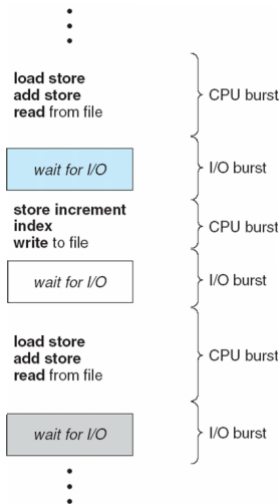 load store
add store
read from file
CPU burst
wait for I/O
I/O burst
store increment
index
write to file
CPU burst
wait for I/O
I/O burst
load store
add store
read from file
CPU burst
wait for I/O
I/O burst